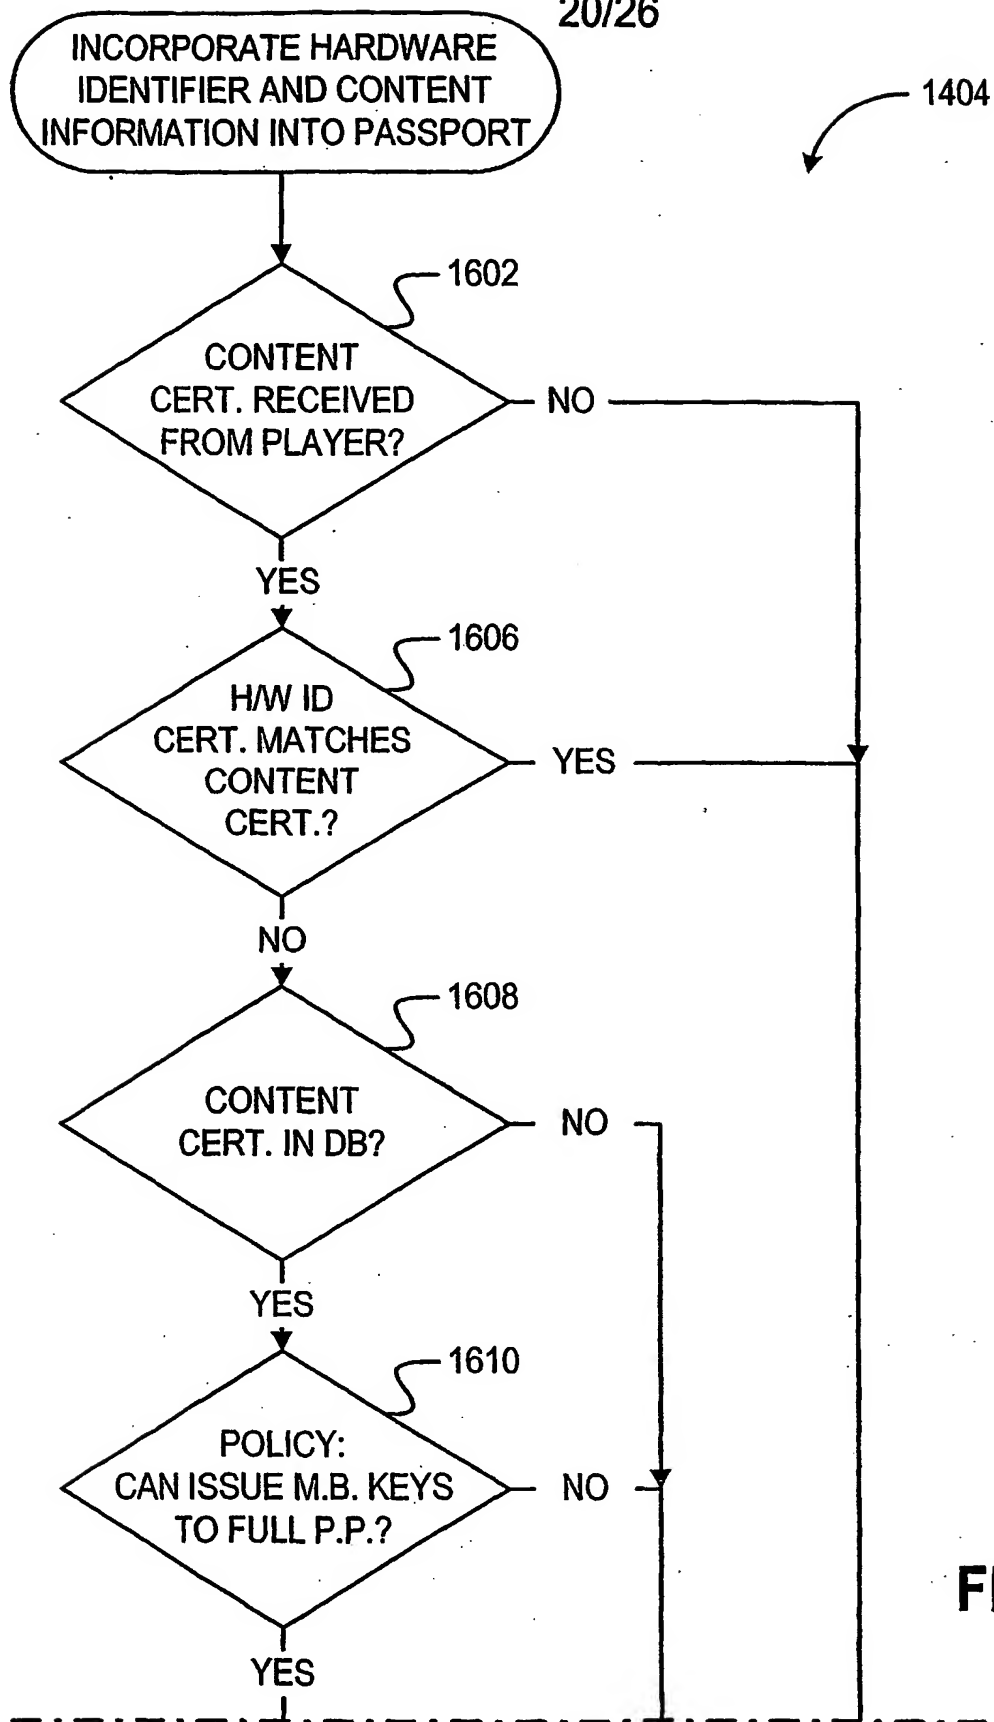 20/26
INCORPORATE HARDWARE
IDENTIFIER AND CONTENT
INFORMATION INTO PASSPORT
1404
1602
CONTENT
CERT. RECEIVED
FROM PLAYER?
NO
YES
1606
H/W ID
CERT. MATCHES
CONTENT
CERT.?
YES
NO
1608
CONTENT
CERT. IN DB?
NO
YES
1610
POLICY:
CAN ISSUE M.B. KEYS
TO FULL P.P.?
NO
YES